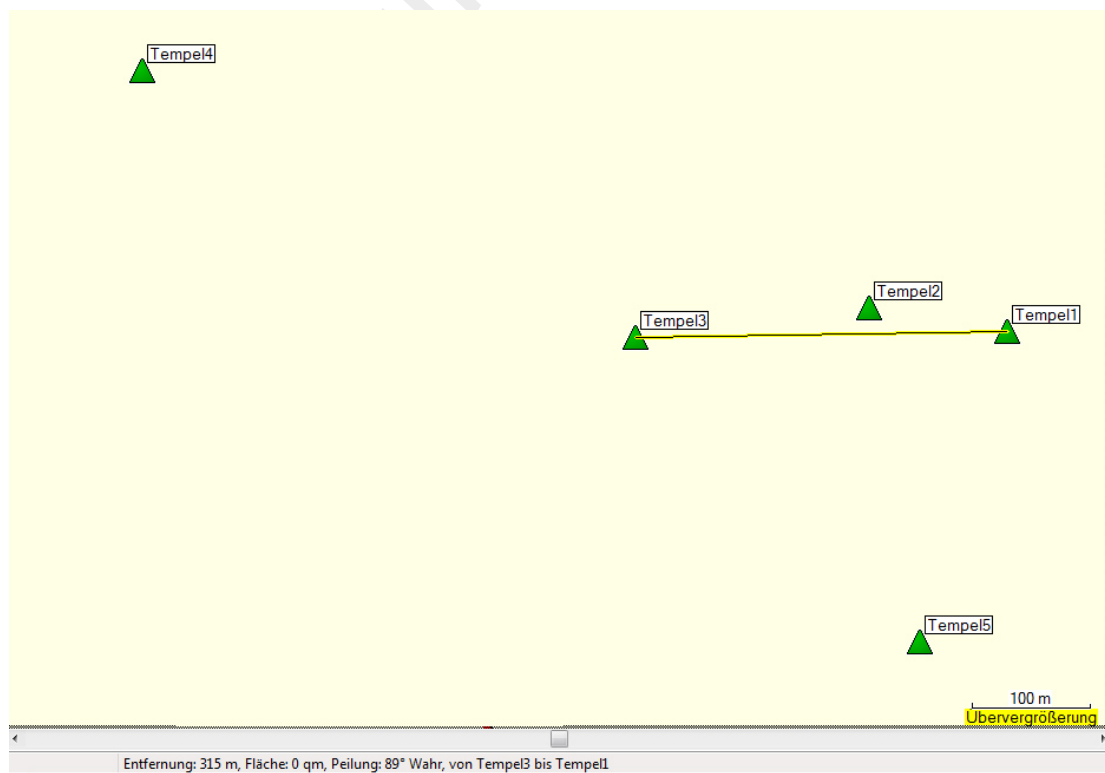 Tempel4
Tempel2
Tempel1
Tempel3
Tempel5
100 m
Übervergrößerung
Entfernung: 315 m, Fläche: 0 qm, Peilung: 89° Wahr, von Tempel3 bis Tempel1